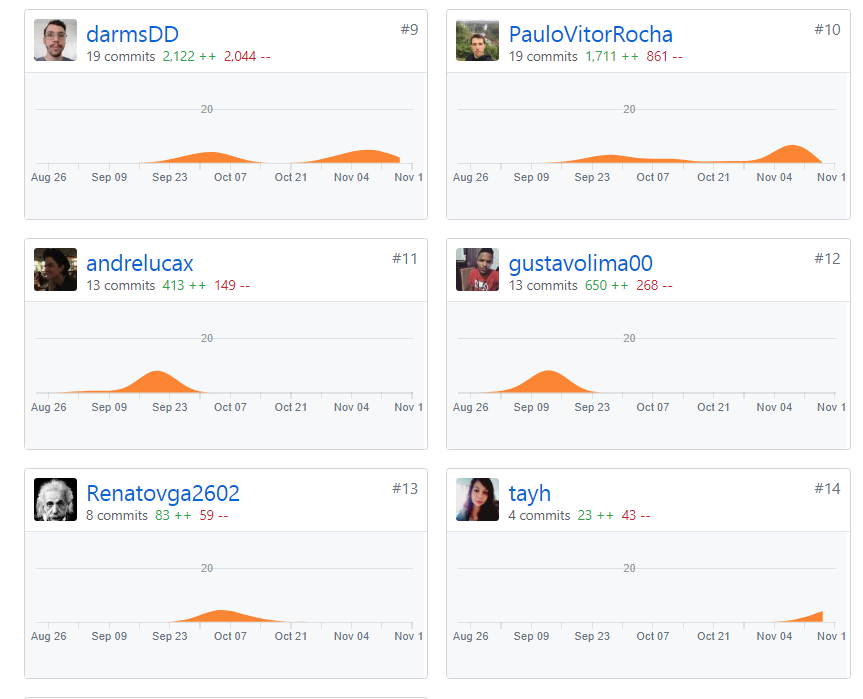 darmsDD #9
19 commits 2,122 ++ 2,044 --
20
Aug 26 Sep 09 Sep 23 Oct 07 Oct 21 Nov 04 Nov 1
PauloVitorRocha #10
19 commits 1,711 ++ 861 --
20
Aug 26 Sep 09 Sep 23 Oct 07 Oct 21 Nov 04 Nov 1
andrelucax #11
13 commits 413 ++ 149 --
20
Aug 26 Sep 09 Sep 23 Oct 07 Oct 21 Nov 04 Nov 1
gustavolima00 #12
13 commits 650 ++ 268 --
20
Aug 26 Sep 09 Sep 23 Oct 07 Oct 21 Nov 04 Nov 1
Renatovga2602 #13
8 commits 83 ++ 59 --
20
Aug 26 Sep 09 Sep 23 Oct 07 Oct 21 Nov 04 Nov 1
tayh #14
4 commits 23 ++ 43 --
20
Aug 26 Sep 09 Sep 23 Oct 07 Oct 21 Nov 04 Nov 1